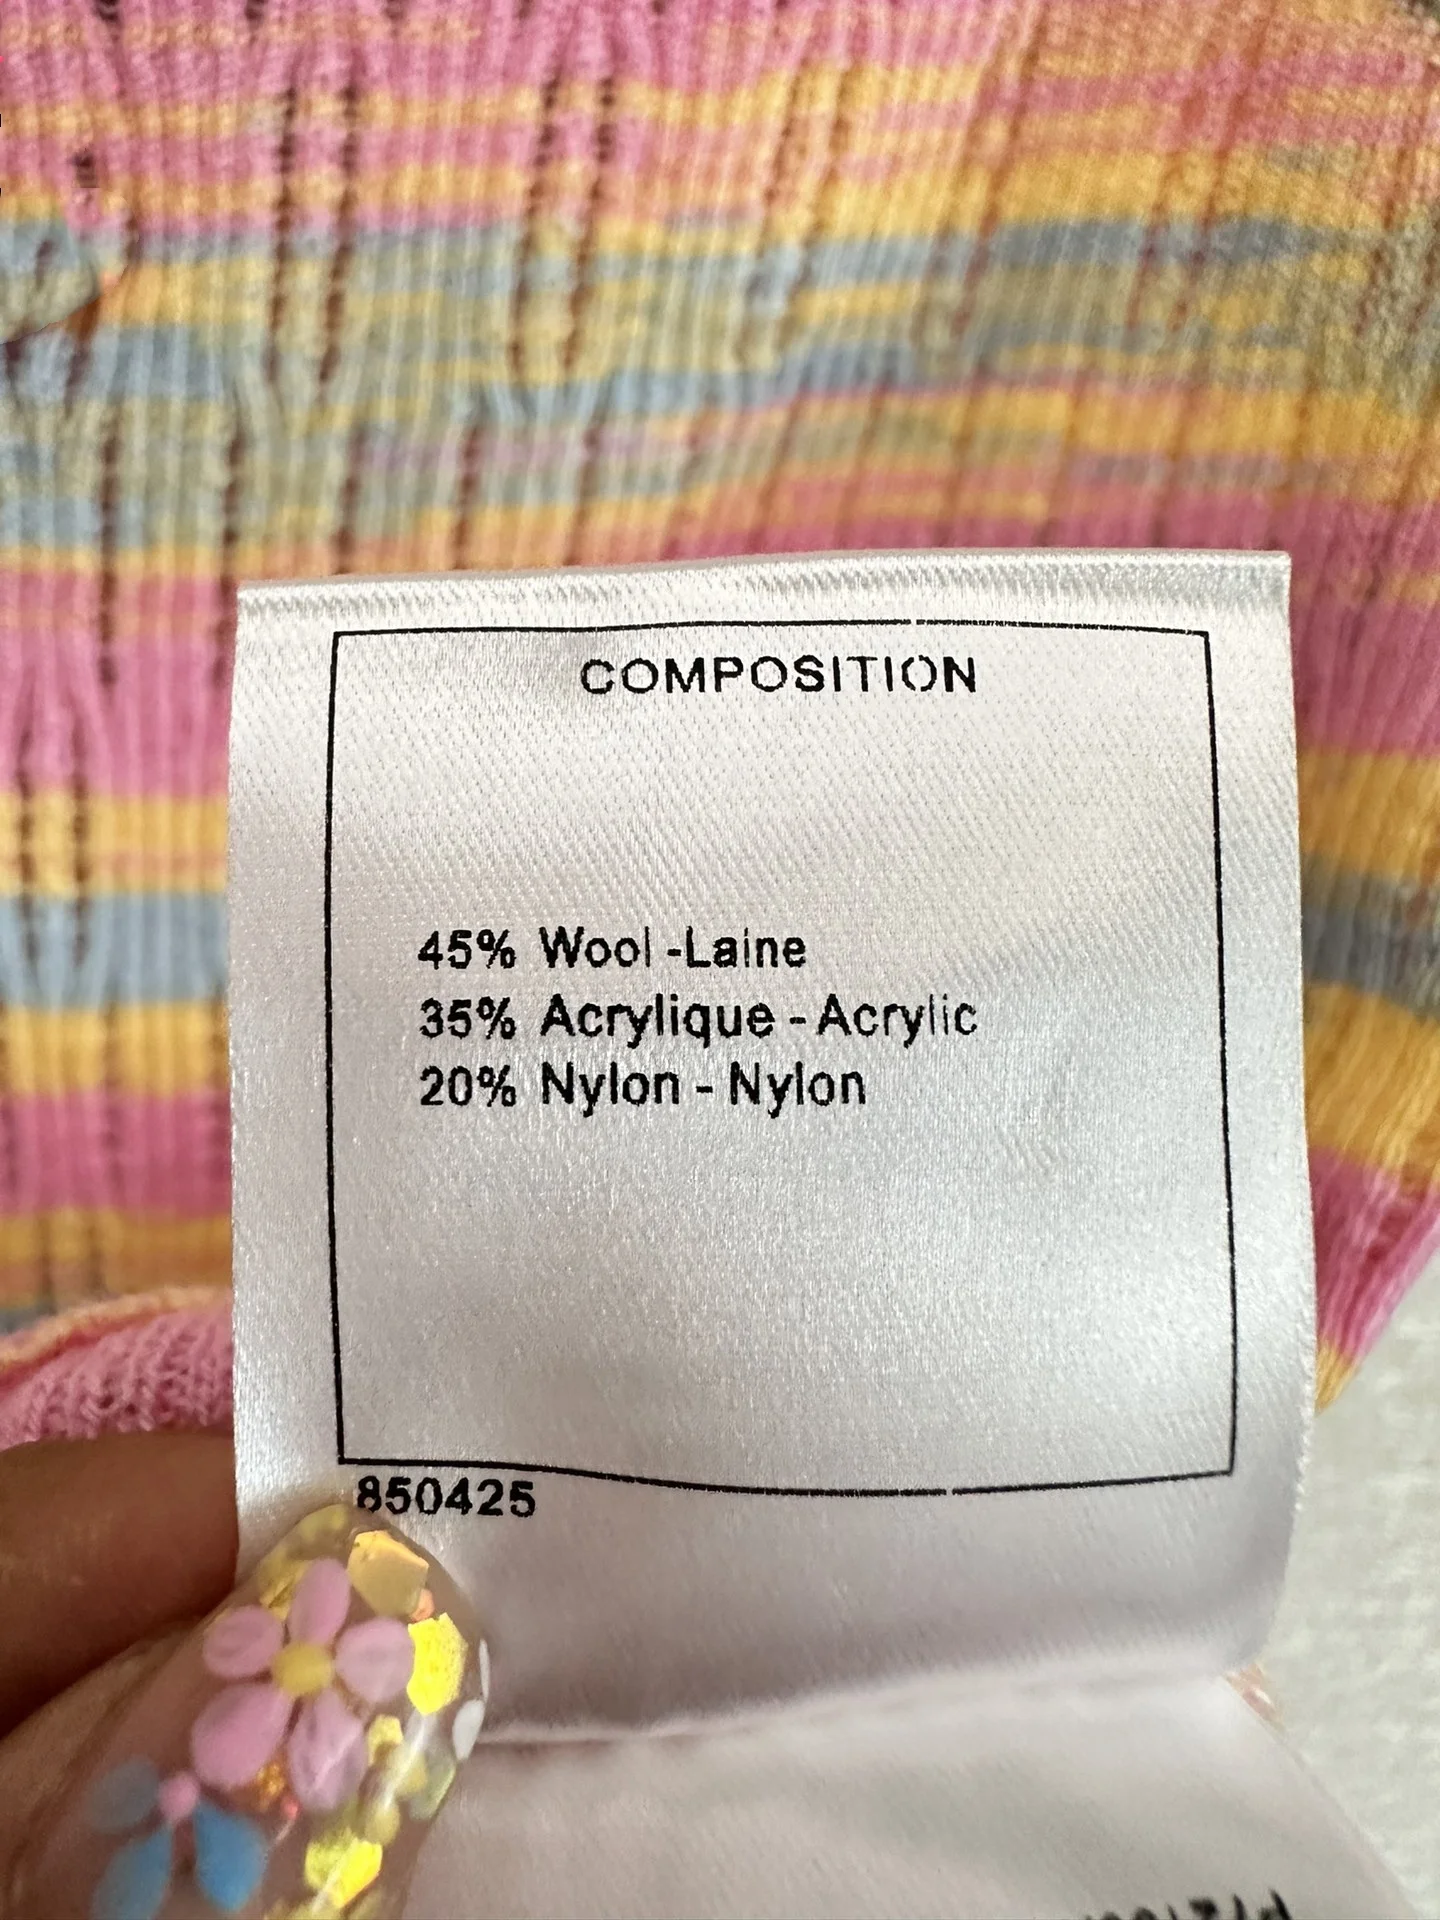 COMPOSITION
45% Wool -Laine
35% Acrylique - Acrylic
20% Nylon - Nylon
850425